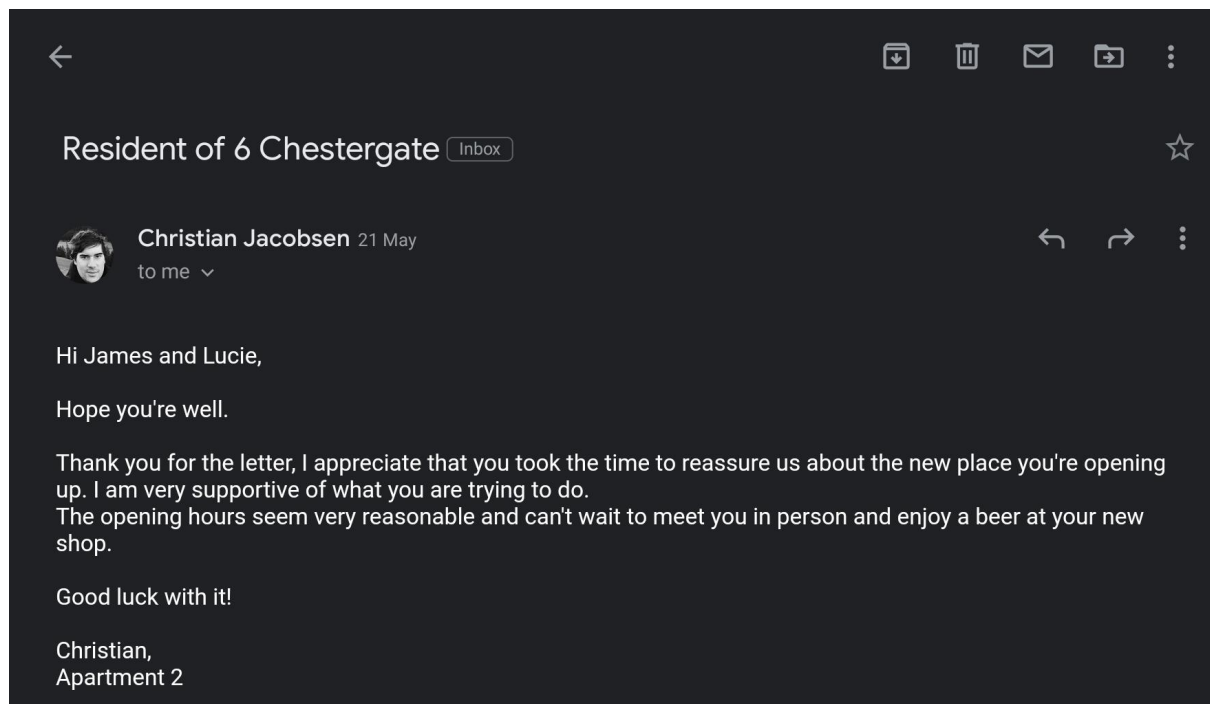 Resident of 6 Chestergate Inbox
Christian Jacobsen 21 May
to me
Hi James and Lucie,
Hope you're well.
Thank you for the letter, I appreciate that you took the time to reassure us about the new place you're opening
up. I am very supportive of what you are trying to do.
The opening hours seem very reasonable and can't wait to meet you in person and enjoy a beer at your new
shop.
Good luck with it!
Christian,
Apartment 2